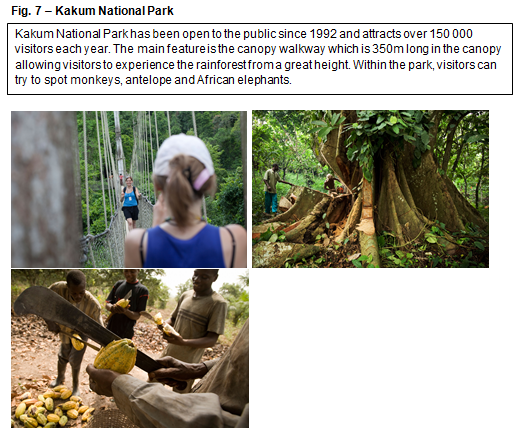 Fig. 7 – Kakum National Park
Kakum National Park has been open to the public since 1992 and attracts over 150 000
visitors each year. The main feature is the canopy walkway which is 350m long in the canopy
allowing visitors to experience the rainforest from a great height. Within the park, visitors can
try to spot monkeys, antelope and African elephants.